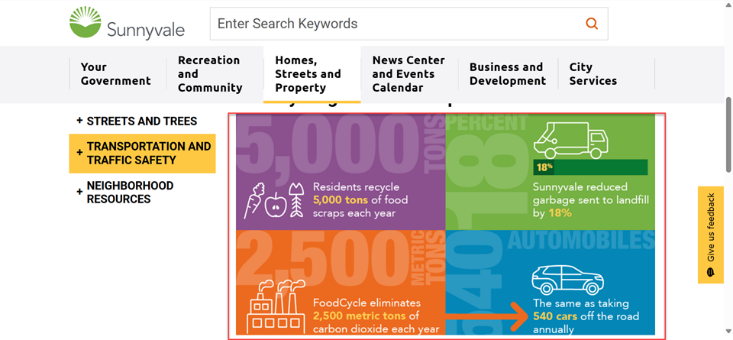 Sunnyvale
Enter Search Keywords
Your
Government
Recreation
and
Community
Homes,
Streets and
Property
News Center
and Events
Calendar
Business and
Development
City
Services
+ STREETS AND TREES
+ TRANSPORTATION AND
TRAFFIC SAFETY
+ NEIGHBORHOOD
RESOURCES
5,000
TONS
Residents recycle
5,000 tons of food
scraps each year
PERCENT
18
18%
Sunnyvale reduced
garbage sent to landfill
by 18%
2,500
METRIC
TONS
FoodCycle eliminates
2,500 metric tons of
carbon dioxide each year
540
AUTOMOBILES
The same as taking
540 cars off the road
annually
Give us feedback